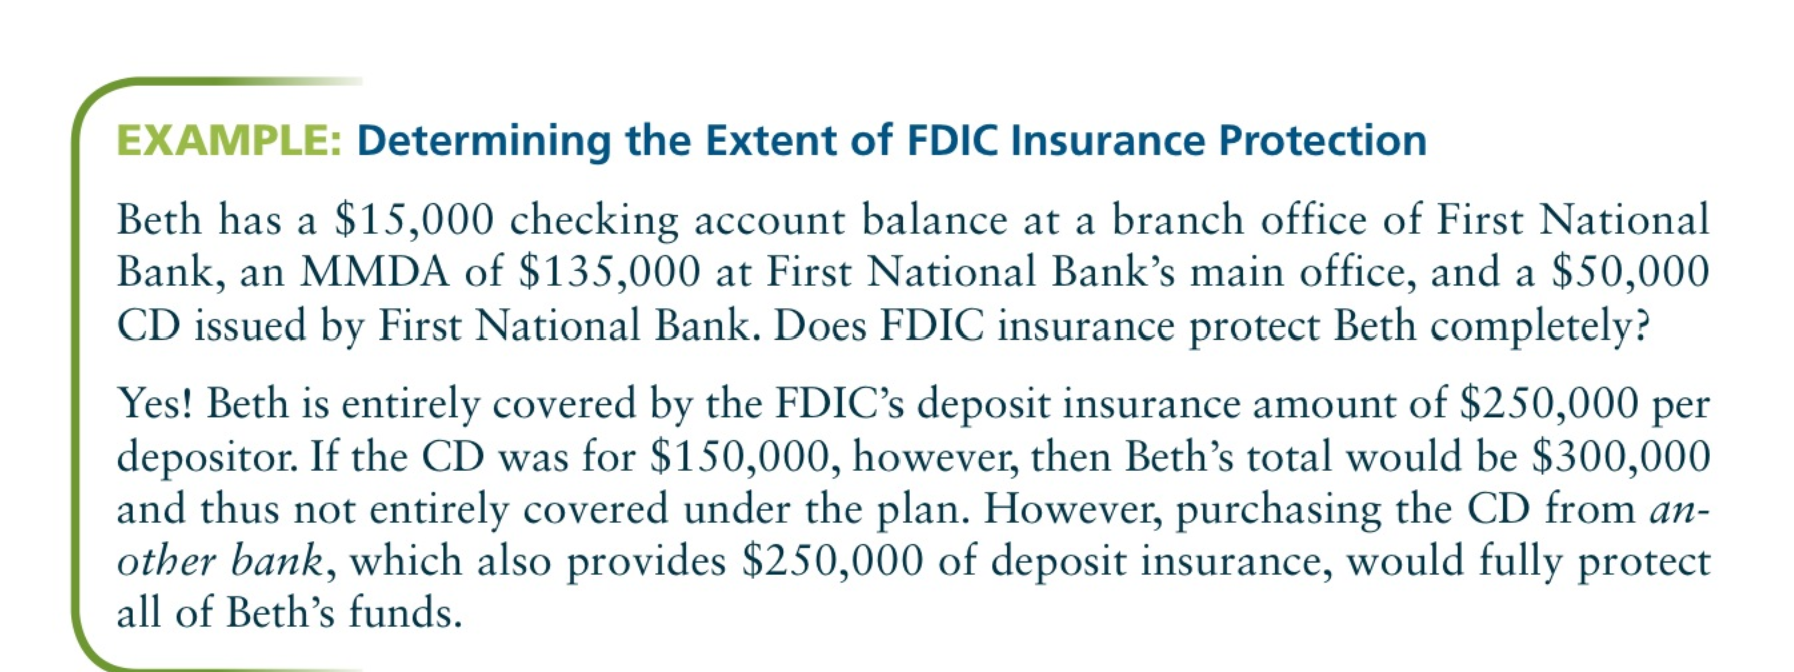 EXAMPLE: Determining the Extent of FDIC Insurance Protection
Beth has a $15,000 checking account balance at a branch office of First National
Bank, an MMDA of $135,000 at First National Bank’s main office, and a $50,000
CD issued by First National Bank. Does FDIC insurance protect Beth completely?
Yes! Beth is entirely covered by the FDIC’s deposit insurance amount of $250,000 per
depositor. If the CD was for $150,000, however, then Beth’s total would be $300,000
and thus not entirely covered under the plan. However, purchasing the CD from an-
other bank, which also provides $250,000 of deposit insurance, would fully protect
all of Beth’s funds.